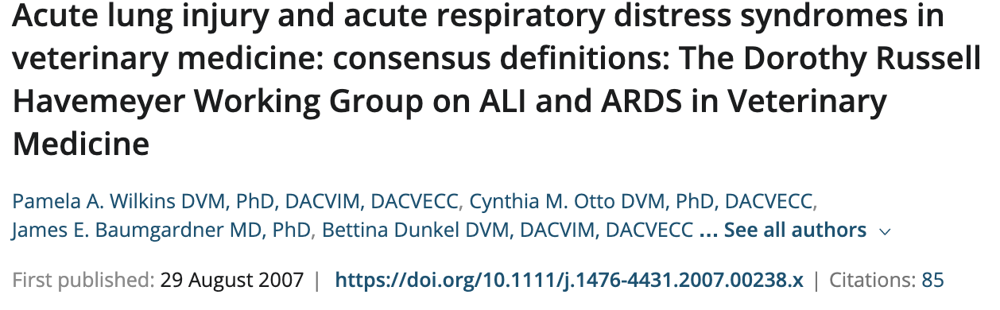 Acute lung injury and acute respiratory distress syndromes in
veterinary medicine: consensus definitions: The Dorothy Russell
Havemeyer Working Group on ALI and ARDS in Veterinary
Medicine
Pamela A. Wilkins DVM, PhD, DACVIM, DACVECC, Cynthia M. Otto DVM, PhD, DACVECC,
James E. Baumgardner MD, PhD, Bettina Dunkel DVM, DACVIM, DACVECC ... See all authors
First published: 29 August 2007 | https://doi.org/10.1111/j.1476-4431.2007.00238.x | Citations: 85